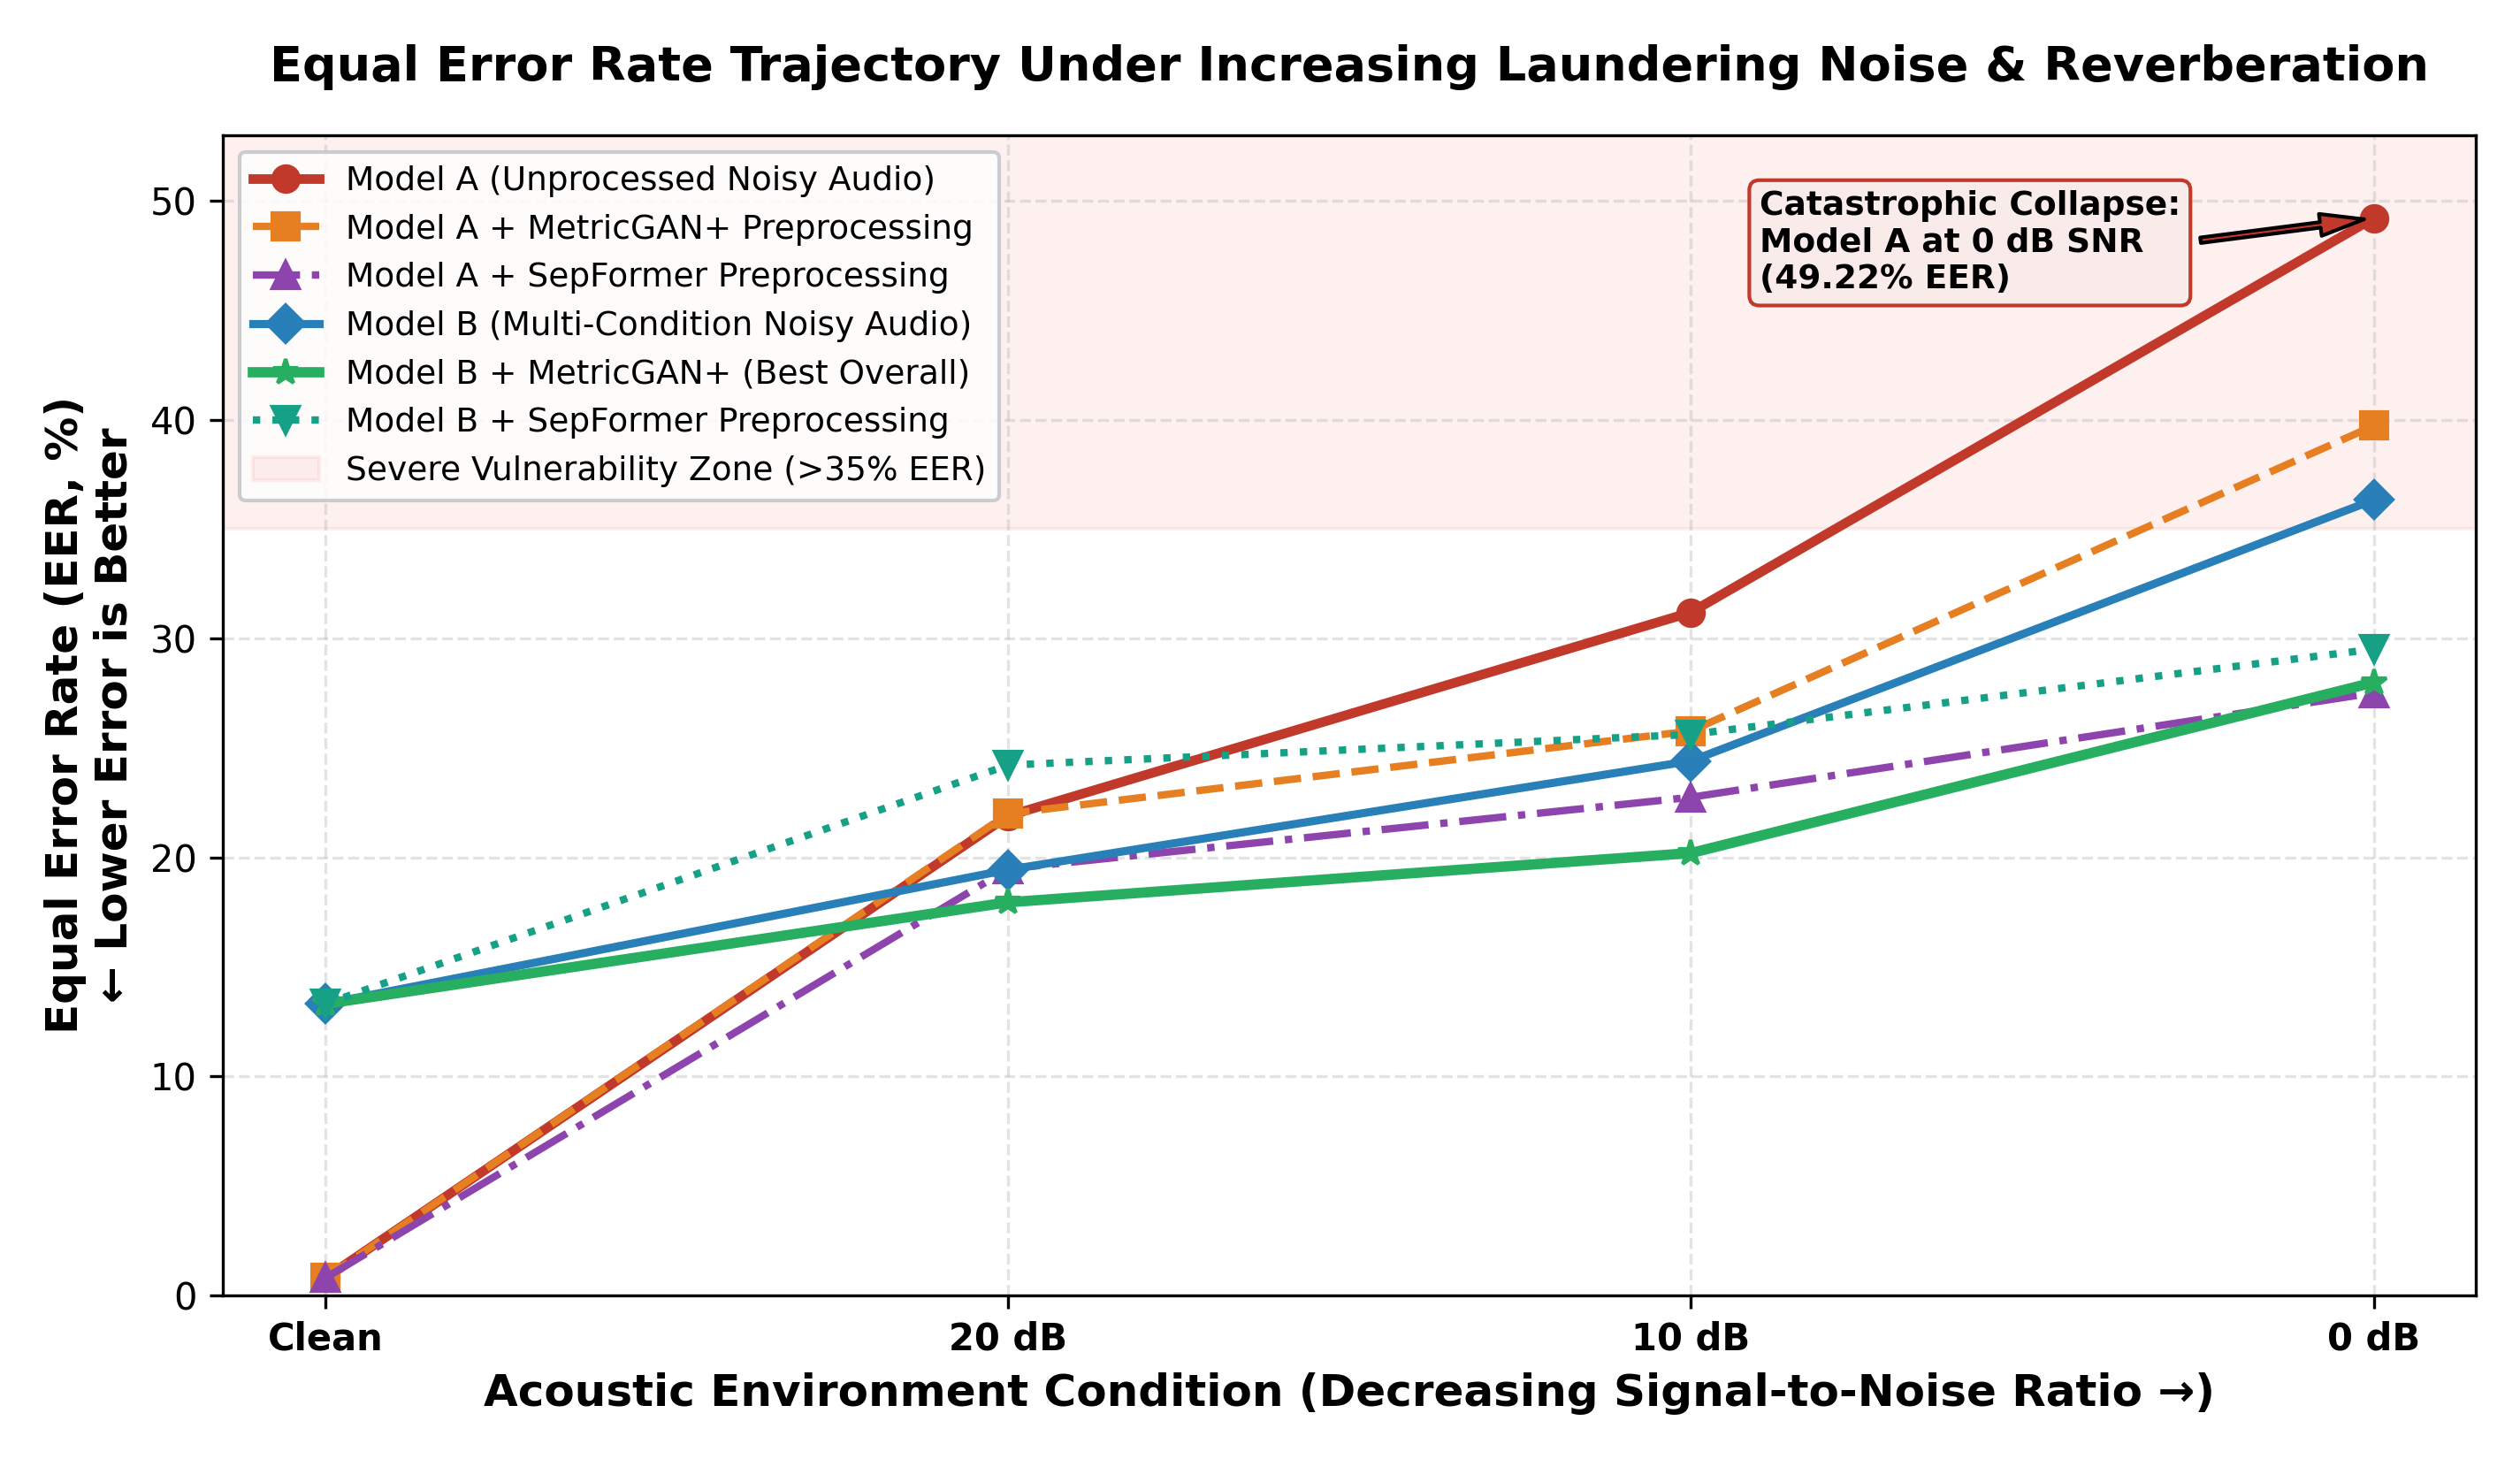 Equal Error Rate Trajectory Under Increasing Laundering Noise & Reverberation
Equal Error Rate (EER, %)
← Lower Error is Better
50
40
30
20
10
0
Model A (Unprocessed Noisy Audio)
Model A + MetricGAN+ Preprocessing
Model A + SepFormer Preprocessing
Model B (Multi-Condition Noisy Audio)
Model B + MetricGAN+ (Best Overall)
Model B + SepFormer Preprocessing
Severe Vulnerability Zone (>35% EER)
Catastrophic Collapse:
Model A at 0 dB SNR
(49.22% EER)
Clean
20 dB
10 dB
0 dB
Acoustic Environment Condition (Decreasing Signal-to-Noise Ratio →)